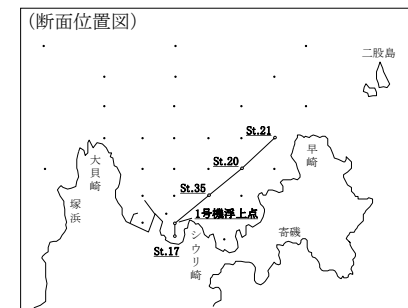 (断面位置図)
二股島
St.21
早崎
St.20
大貝崎
St.35
塚浜
1号機浮上点
寄磯
シウリ崎
St.17